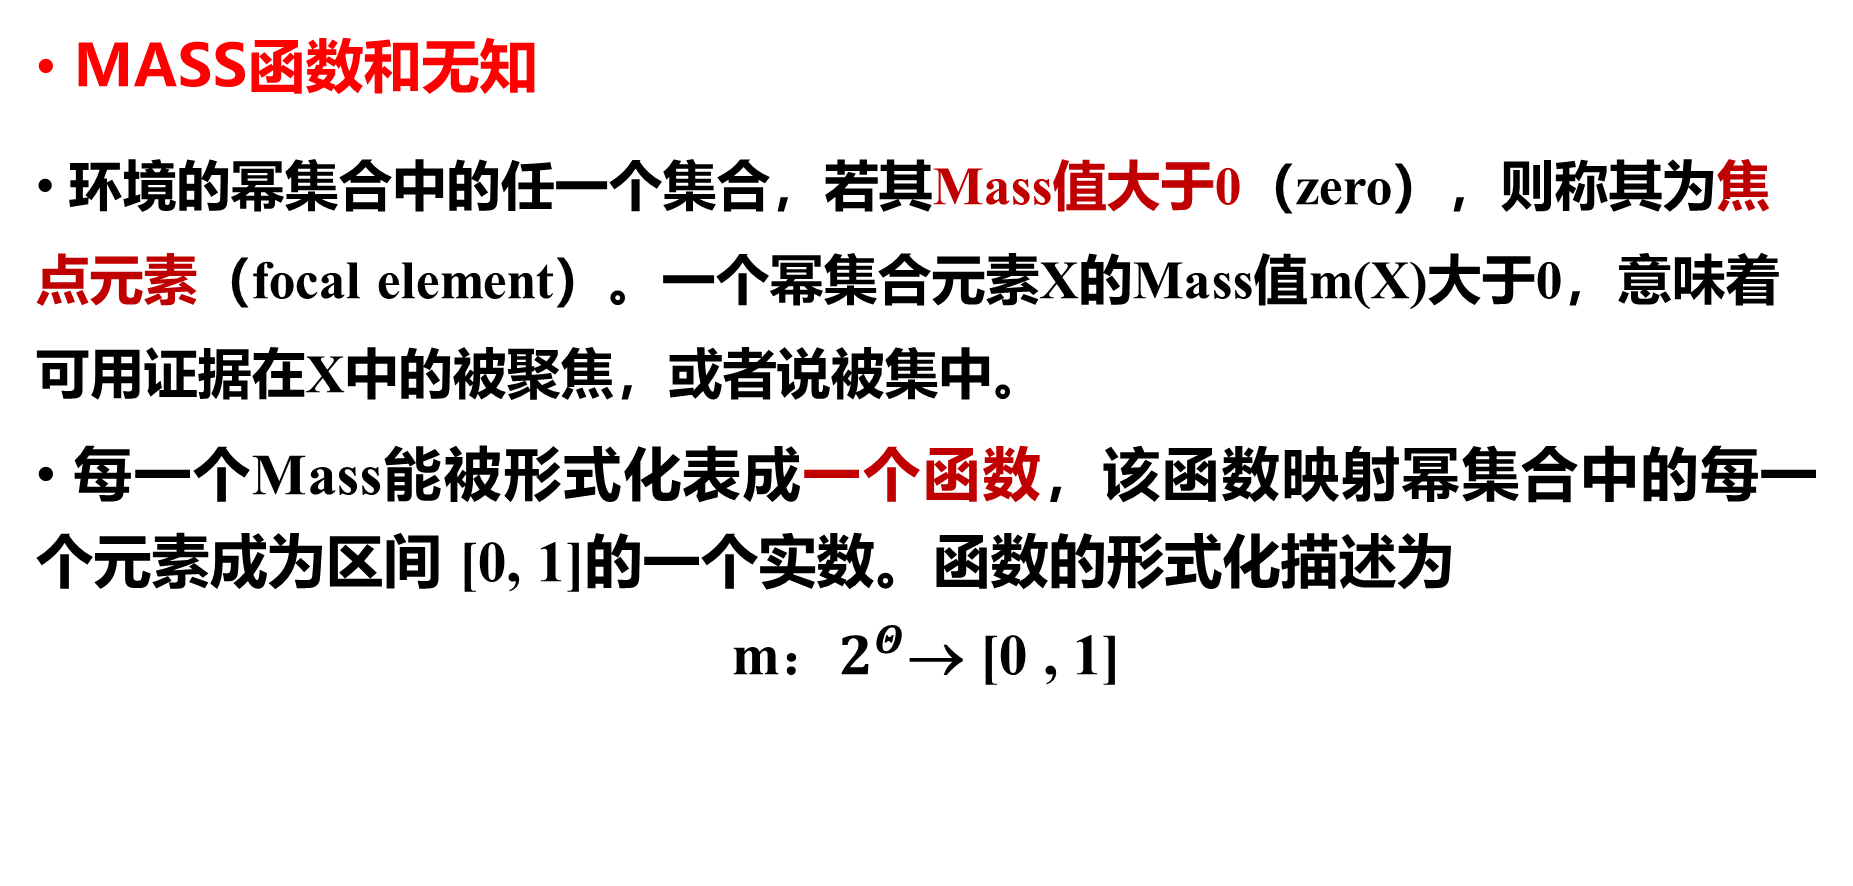 • MASS函数和无知
• 环境的幂集合中的任一个集合，若其Mass值大于0（zero），则称其为焦
点元素（focal element）。一个幂集合元素X的Mass值m(X)大于0，意味着
可用证据在X中的被聚焦，或者说被集中。
• 每一个Mass能被形式化表成一个函数，该函数映射幂集合中的每一
个元素成为区间 [0, 1]的一个实数。函数的形式化描述为
m：2^Θ→ [0 , 1]